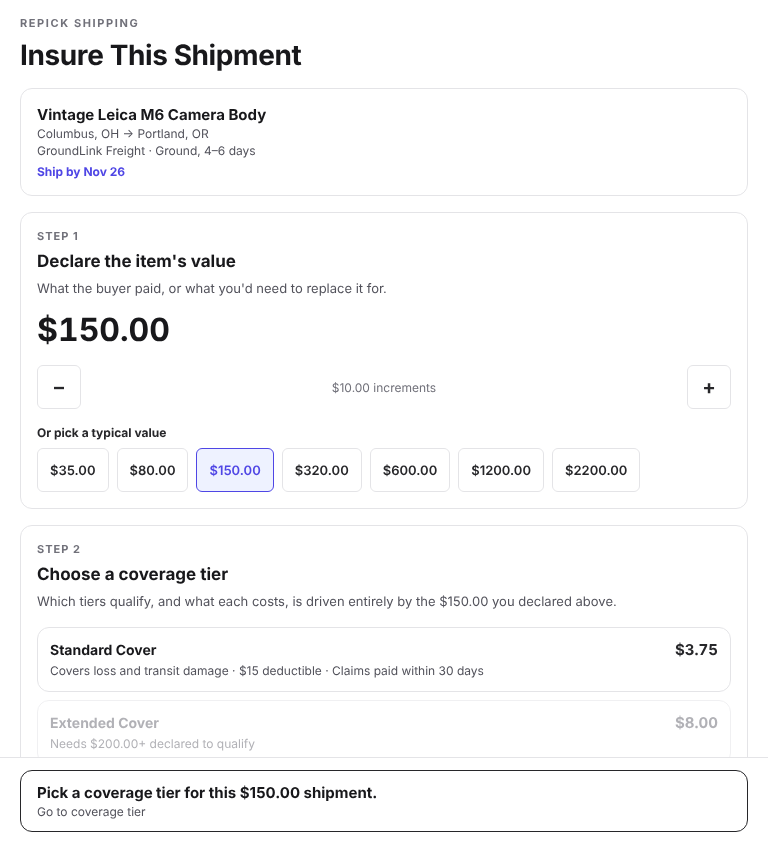 REPICK SHIPPING
Insure This Shipment
Vintage Leica M6 Camera Body
Columbus, OH → Portland, OR
GroundLink Freight · Ground, 4–6 days
Ship by Nov 26
STEP 1
Declare the item's value
What the buyer paid, or what you'd need to replace it for.
$150.00
− $10.00 increments +
Or pick a typical value
$35.00 $80.00 $150.00 $320.00 $600.00 $1200.00 $2200.00
STEP 2
Choose a coverage tier
Which tiers qualify, and what each costs, is driven entirely by the $150.00 you declared above.
Standard Cover $3.75
Covers loss and transit damage · $15 deductible · Claims paid within 30 days
Extended Cover $8.00
Needs $200.00+ declared to qualify
Pick a coverage tier for this $150.00 shipment.
Go to coverage tier